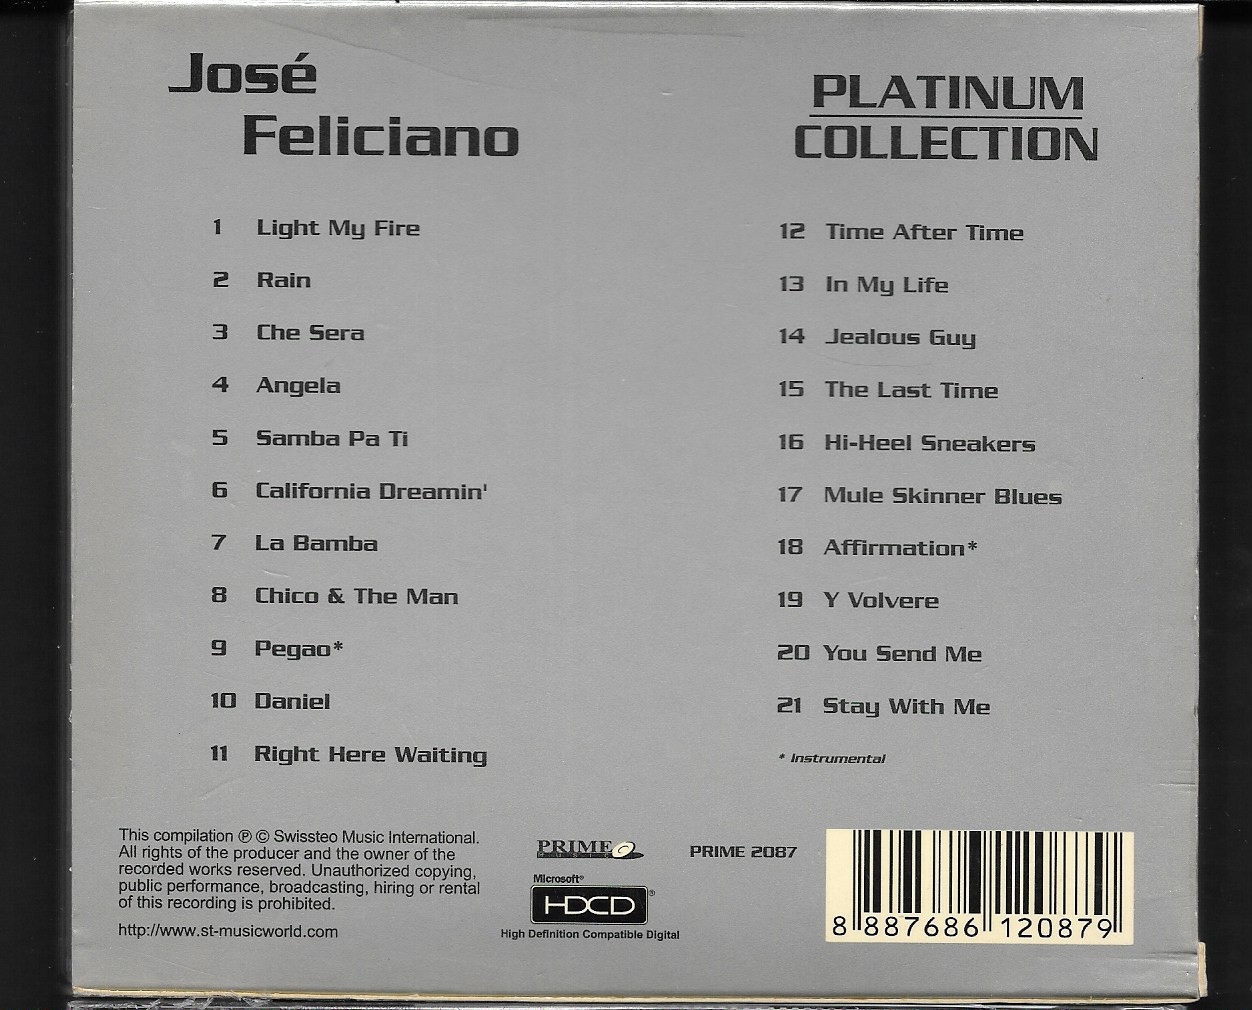 José
Feliciano
PLATINUM
COLLECTION
1 Light My Fire
2 Rain
3 Che Sera
4 Angela
5 Samba Pa Ti
6 California Dreamin'
7 La Bamba
8 Chico & The Man
9 Pegao*
10 Daniel
11 Right Here Waiting
12 Time After Time
13 In My Life
14 Jealous Guy
15 The Last Time
16 Hi-Heel Sneakers
17 Mule Skinner Blues
18 Affirmation*
19 Y Volvere
20 You Send Me
21 Stay With Me
* Instrumental
This compilation ℗ © Swissteo Music International.
All rights of the producer and the owner of the
recorded works reserved. Unauthorized copying,
public performance, broadcasting, hiring or rental
of this recording is prohibited.
http://www.st-musicworld.com
PRIME
MUSIC
Microsoft®
HDCD®
High Definition Compatible Digital
PRIME 2087
8 887686 120879